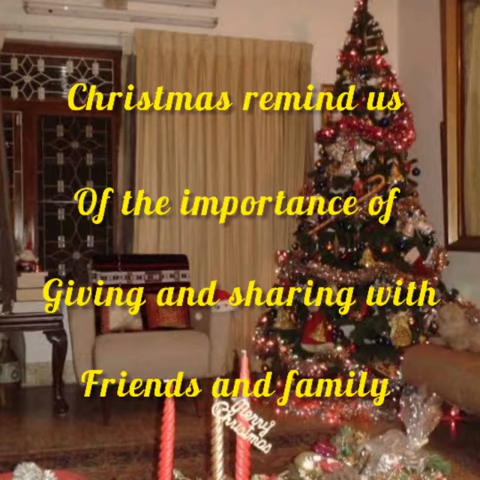 Christmas remind us
Of the importance of
Giving and sharing with
Friends and family
Merry
Christmas